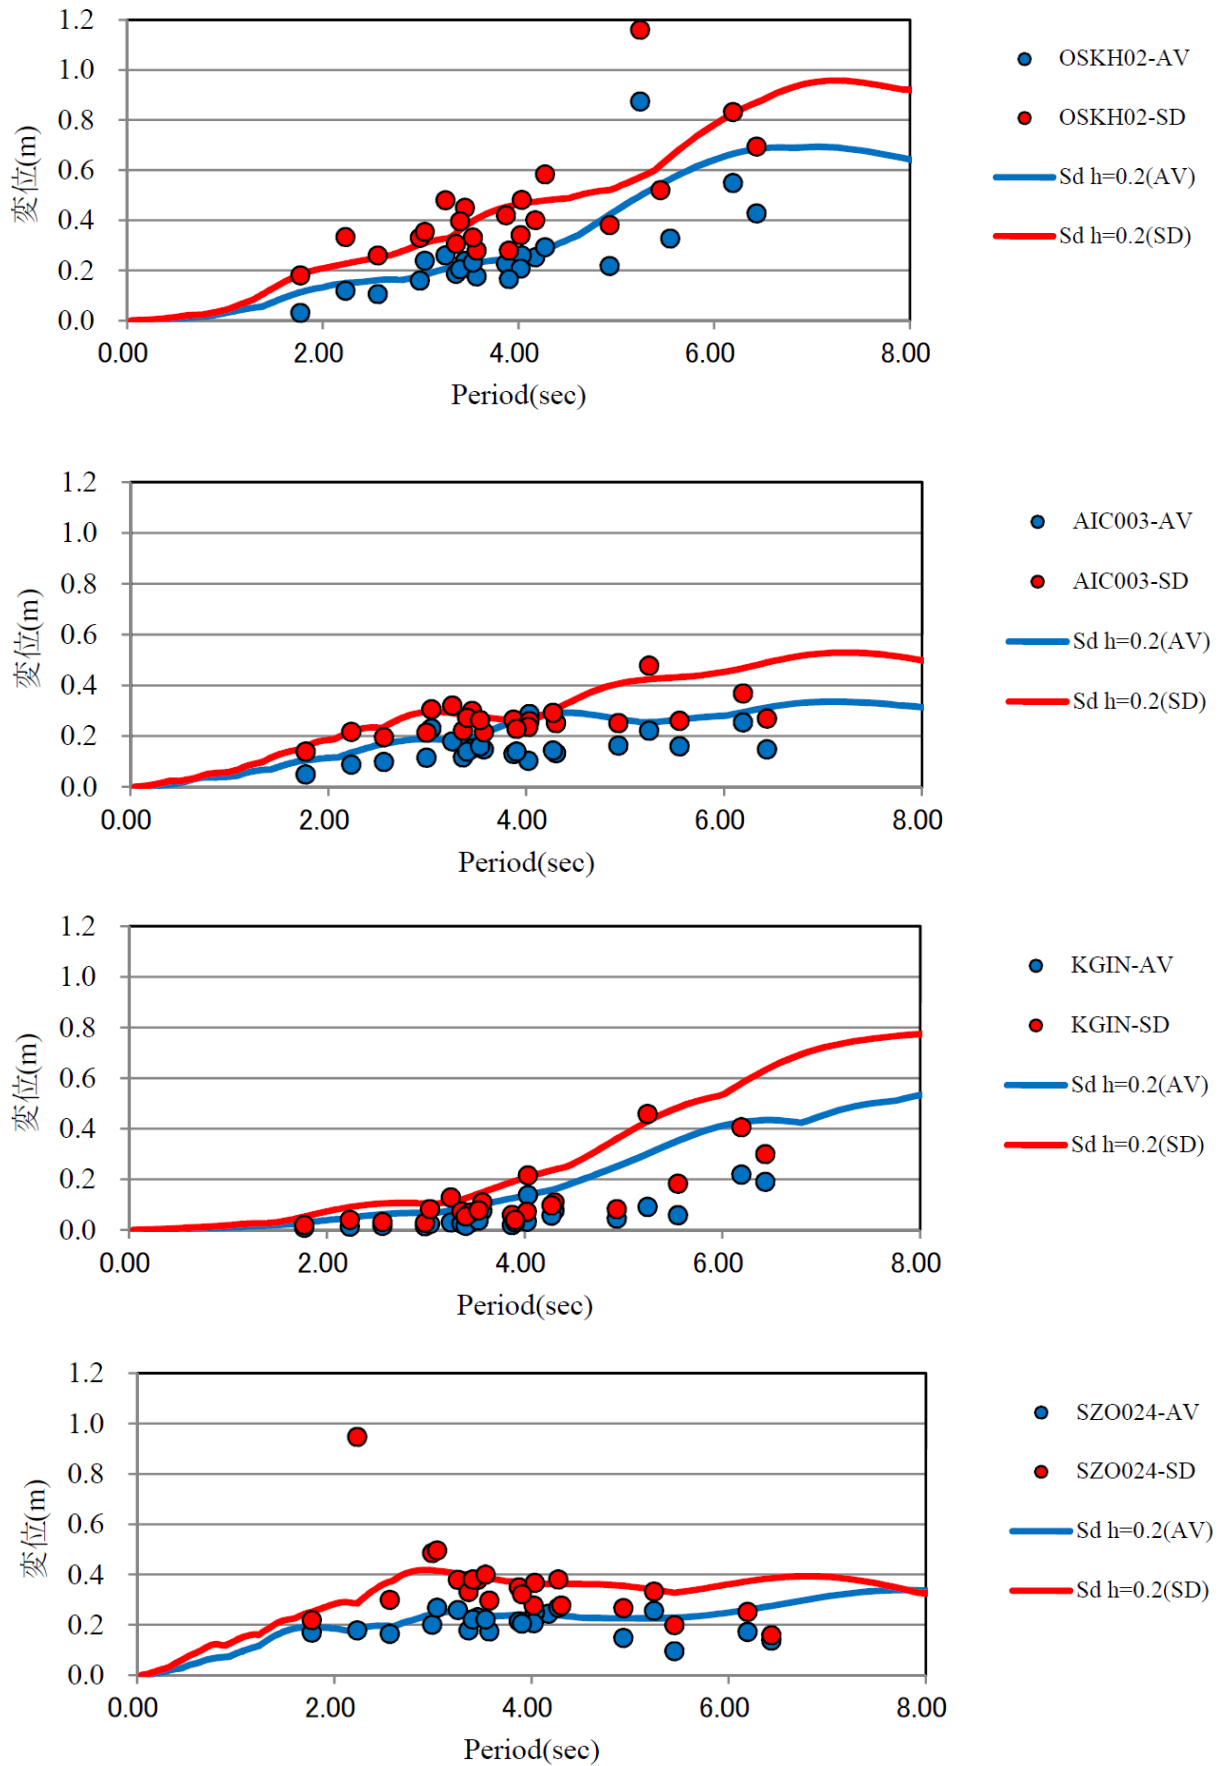 1.2
1.0
0.8
0.6
0.4
0.2
0.0
変位(m)
0.00 2.00 4.00 6.00 8.00
Period(sec)
OSKH02-AV
OSKH02-SD
Sd h=0.2(AV)
Sd h=0.2(SD)
1.2
1.0
0.8
0.6
0.4
0.2
0.0
変位(m)
0.00 2.00 4.00 6.00 8.00
Period(sec)
AIC003-AV
AIC003-SD
Sd h=0.2(AV)
Sd h=0.2(SD)
1.2
1.0
0.8
0.6
0.4
0.2
0.0
変位(m)
0.00 2.00 4.00 6.00 8.00
Period(sec)
KGIN-AV
KGIN-SD
Sd h=0.2(AV)
Sd h=0.2(SD)
1.2
1.0
0.8
0.6
0.4
0.2
0.0
変位(m)
0.00 2.00 4.00 6.00 8.00
Period(sec)
SZO024-AV
SZO024-SD
Sd h=0.2(AV)
Sd h=0.2(SD)